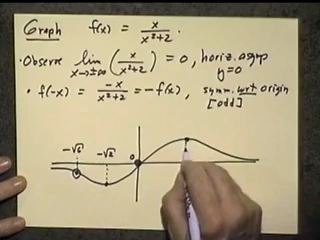 Graph f(x) = x/(x²+2).
• Observe lim x→±∞ (x/(x²+2)) = 0, horiz. asymp y=0
• f(-x) = -x/(x²+2) = -f(x), symm. wrt origin [odd]
-√6 -√2 0